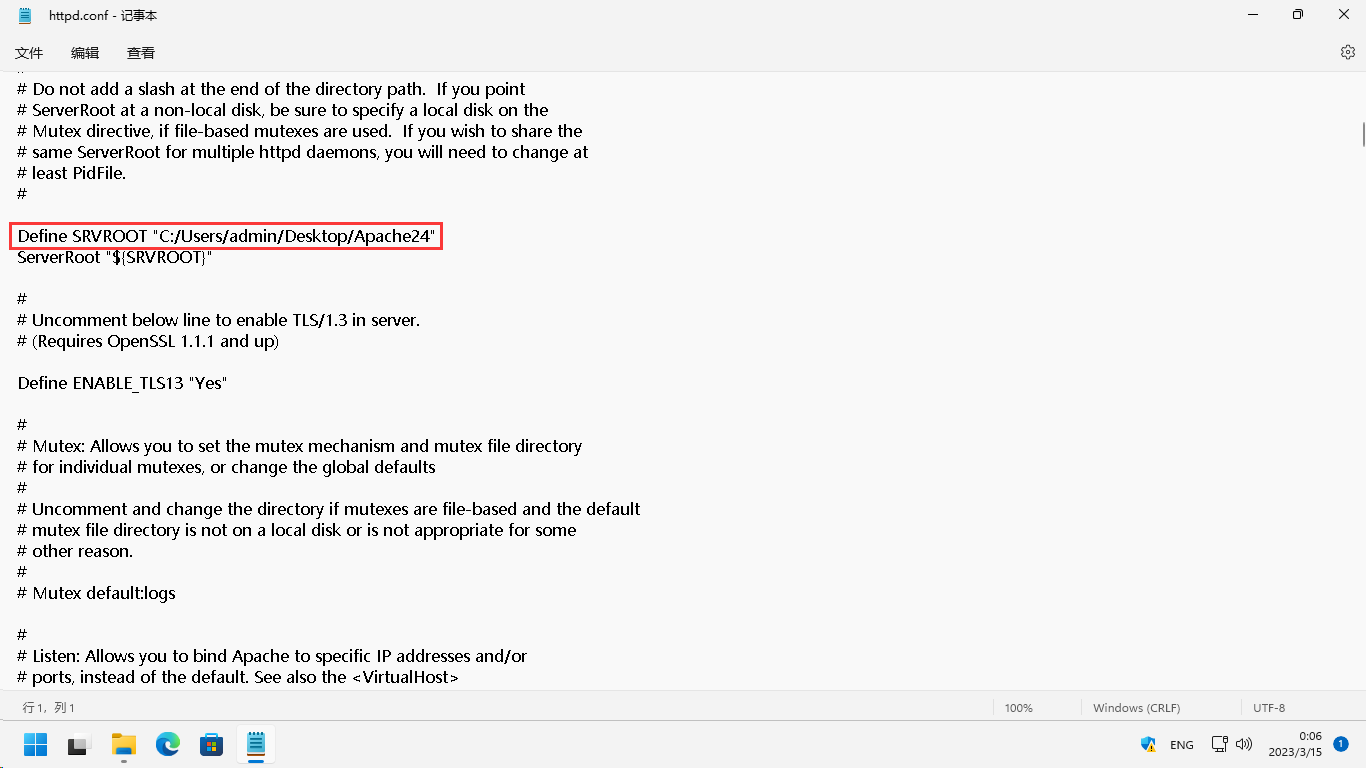 httpd.conf - 记事本
文件 编辑 查看
#
# Do not add a slash at the end of the directory path.  If you point
# ServerRoot at a non-local disk, be sure to specify a local disk on the
# Mutex directive, if file-based mutexes are used.  If you wish to share the
# same ServerRoot for multiple httpd daemons, you will need to change at
# least PidFile.
#
Define SRVROOT "C:/Users/admin/Desktop/Apache24"
ServerRoot "${SRVROOT}"
#
# Uncomment below line to enable TLS/1.3 in server.
# (Requires OpenSSL 1.1.1 and up)
Define ENABLE_TLS13 "Yes"
#
# Mutex: Allows you to set the mutex mechanism and mutex file directory
# for individual mutexes, or change the global defaults
#
# Uncomment and change the directory if mutexes are file-based and the default
# mutex file directory is not on a local disk or is not appropriate for some
# other reason.
#
# Mutex default:logs
#
# Listen: Allows you to bind Apache to specific IP addresses and/or
# ports, instead of the default. See also the <VirtualHost>
行 1，列 1 100% Windows (CRLF) UTF-8
ENG 0:06
2023/3/15 1